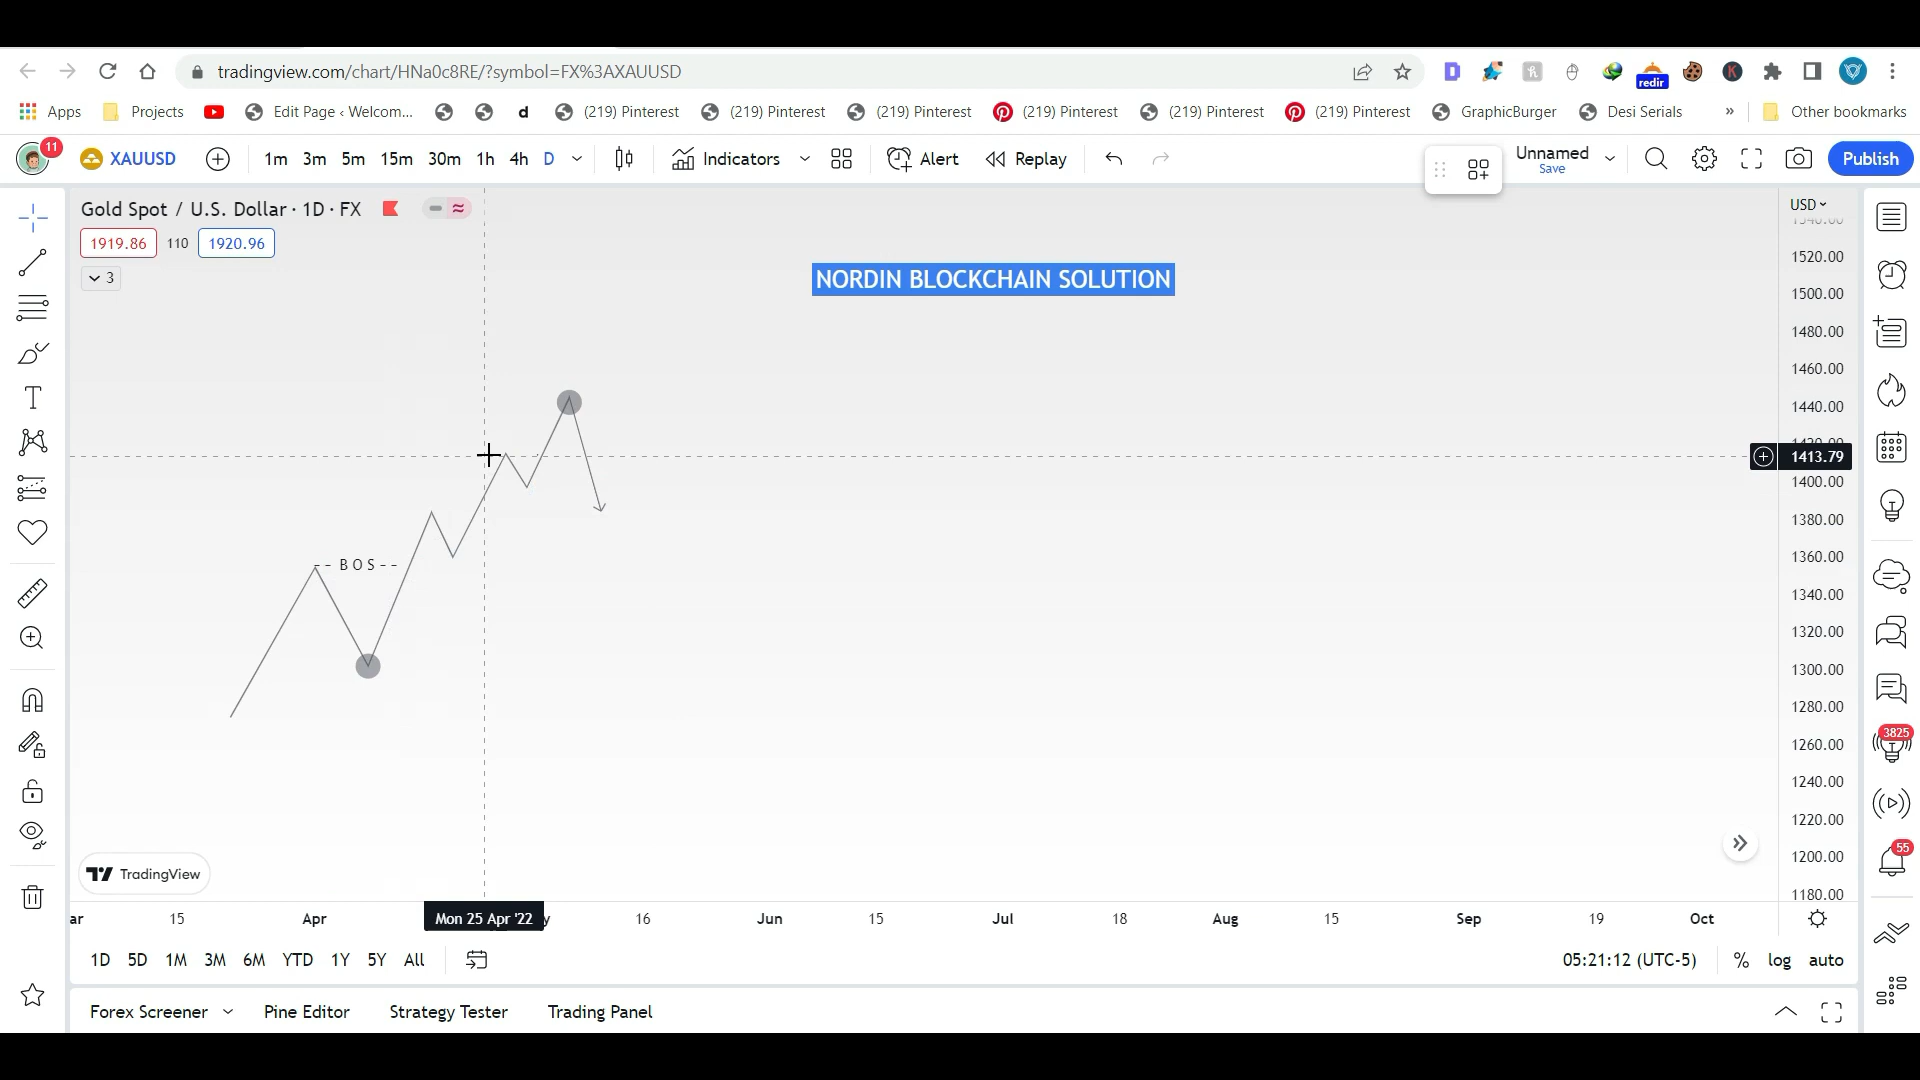 tradingview.com/chart/HNa0c8RE/?symbol=FX%3AXAUUSD
redir
K
Apps Projects Edit Page ‹ Welcom... d (219) Pinterest (219) Pinterest (219) Pinterest (219) Pinterest (219) Pinterest (219) Pinterest GraphicBurger Desi Serials » Other bookmarks
11 XAUUSD 1m 3m 5m 15m 30m 1h 4h D Indicators Alert Replay Unnamed Save Publish
Gold Spot / U.S. Dollar · 1D · FX
USD
1919.86 110 1920.96
3
NORDIN BLOCKCHAIN SOLUTION
1540.00
1520.00
1500.00
1480.00
1460.00
1440.00
1420.00
1413.79
1400.00
1380.00
1360.00
1340.00
1320.00
1300.00
1280.00
1260.00
1240.00
1220.00
1200.00
1180.00
-- BOS--
3825
55
TradingView
ar 15 Apr Mon 25 Apr '22 y 16 Jun 15 Jul 18 Aug 15 Sep 19 Oct
1D 5D 1M 3M 6M YTD 1Y 5Y All 05:21:12 (UTC-5) % log auto
Forex Screener Pine Editor Strategy Tester Trading Panel